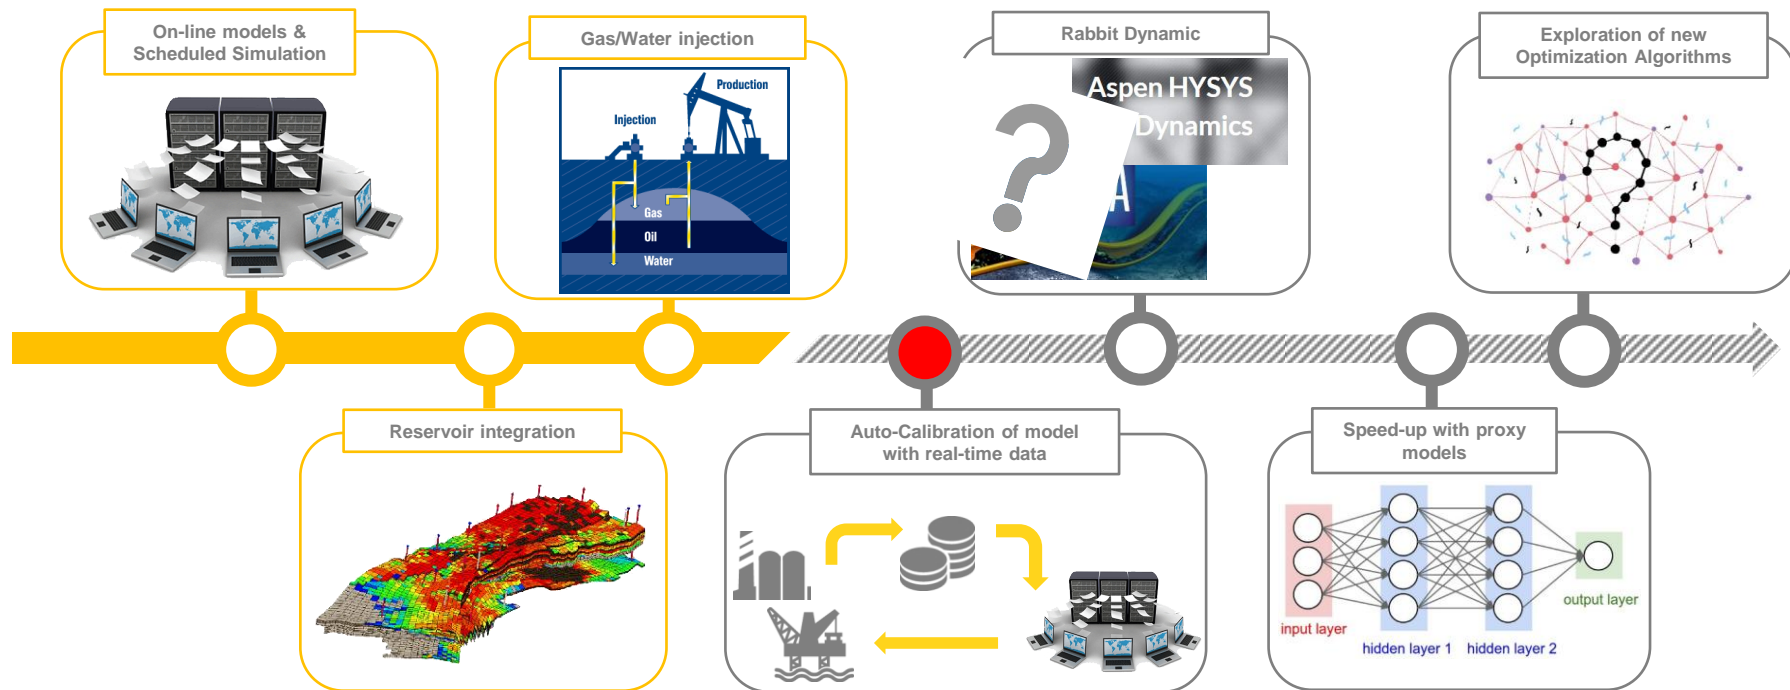 On-line models &
Scheduled Simulation
Gas/Water injection
Production
Injection
Gas
Oil
Water
Rabbit Dynamic
Aspen HYSYS
Dynamics
A
Exploration of new
Optimization Algorithms
Reservoir integration
Auto-Calibration of model
with real-time data
Speed-up with proxy
models
input layer
hidden layer 1
hidden layer 2
output layer